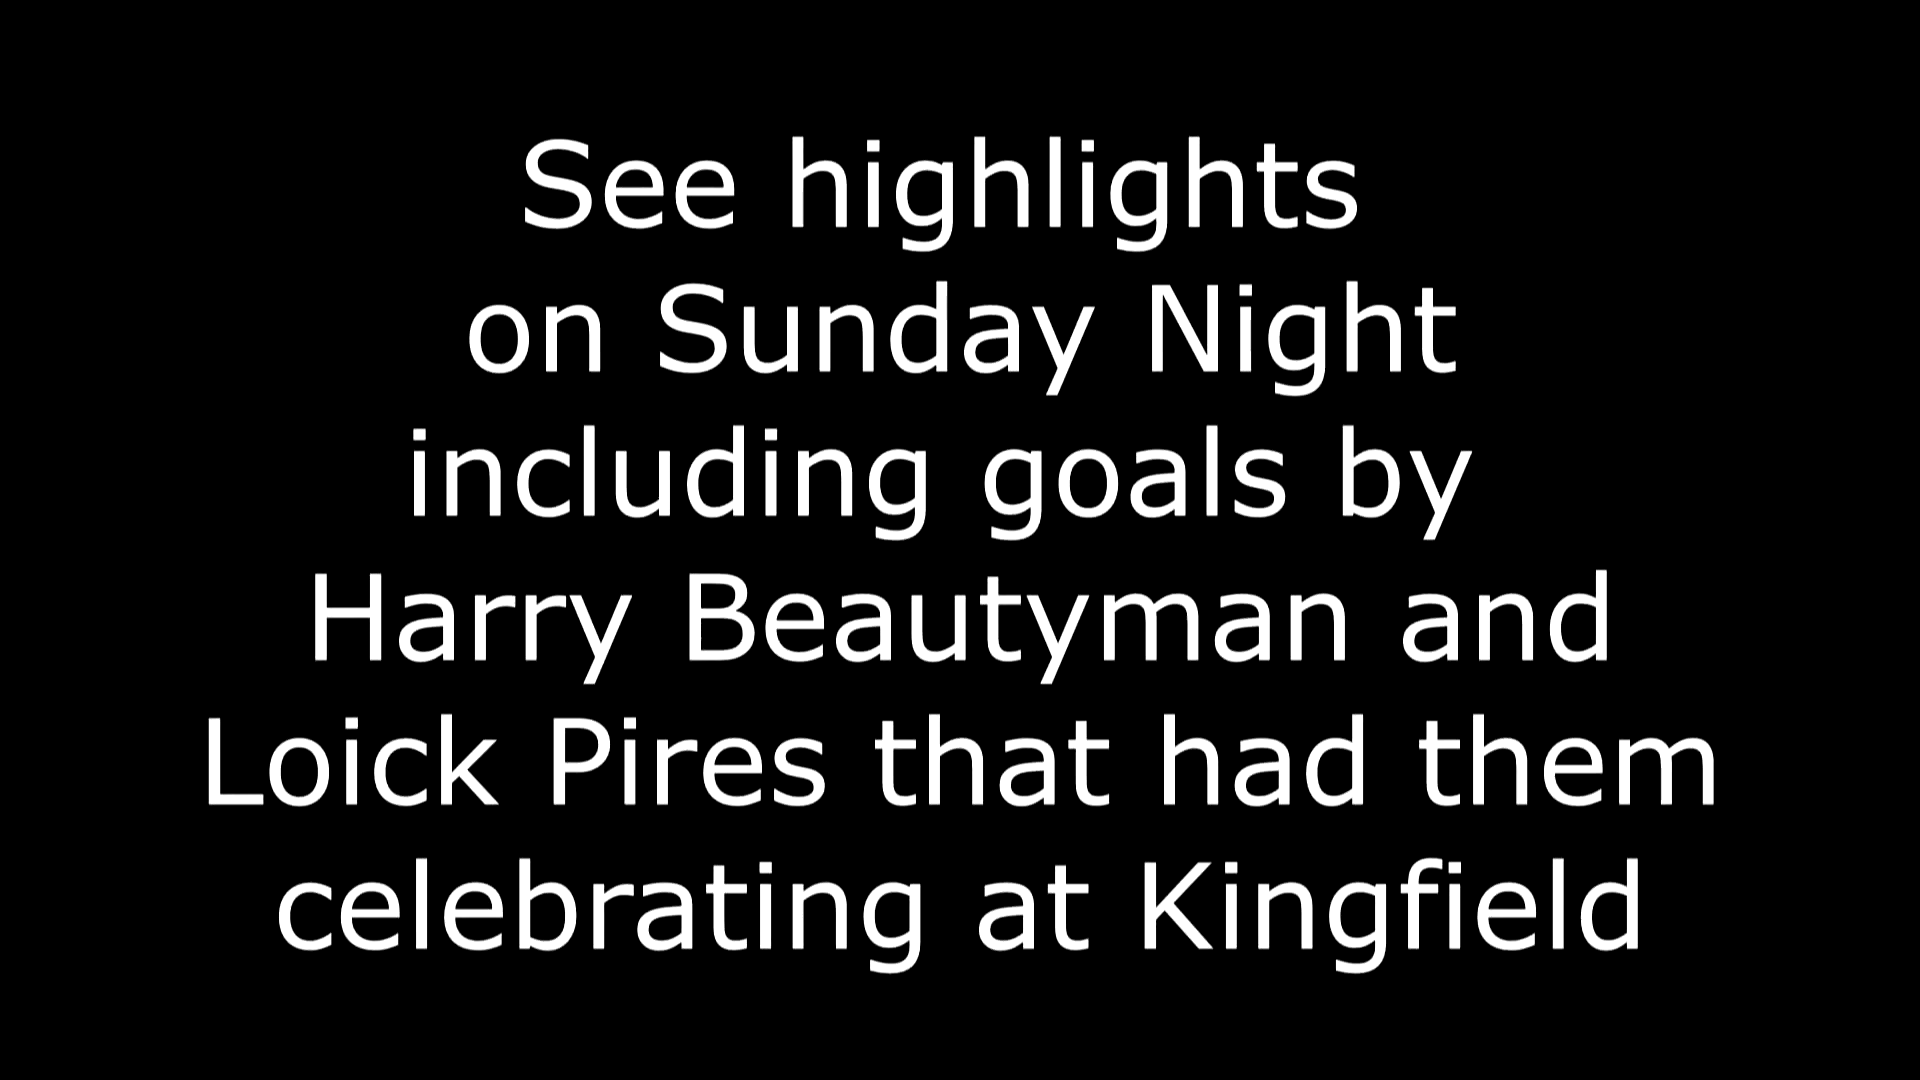 See highlights
on Sunday Night
including goals by
Harry Beautyman and
Loick Pires that had them
celebrating at Kingfield